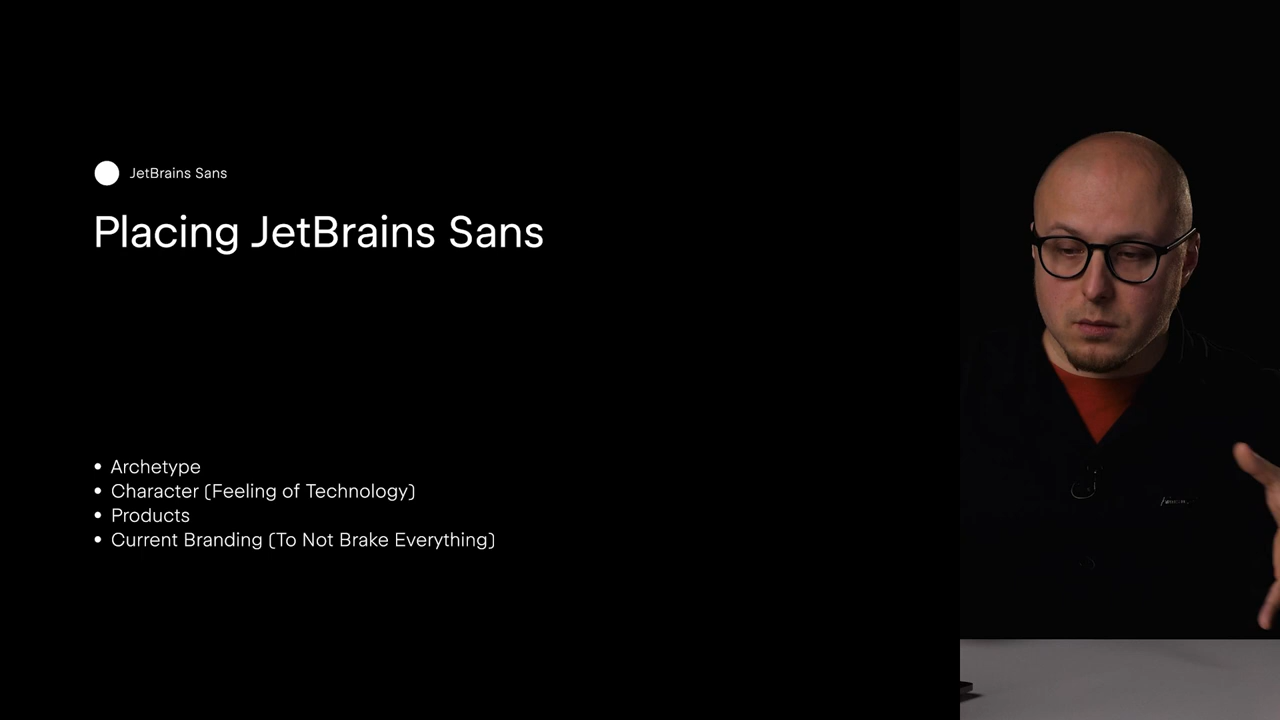 JetBrains Sans
Placing JetBrains Sans
• Archetype
• Character (Feeling of Technology)
• Products
• Current Branding (To Not Brake Everything)